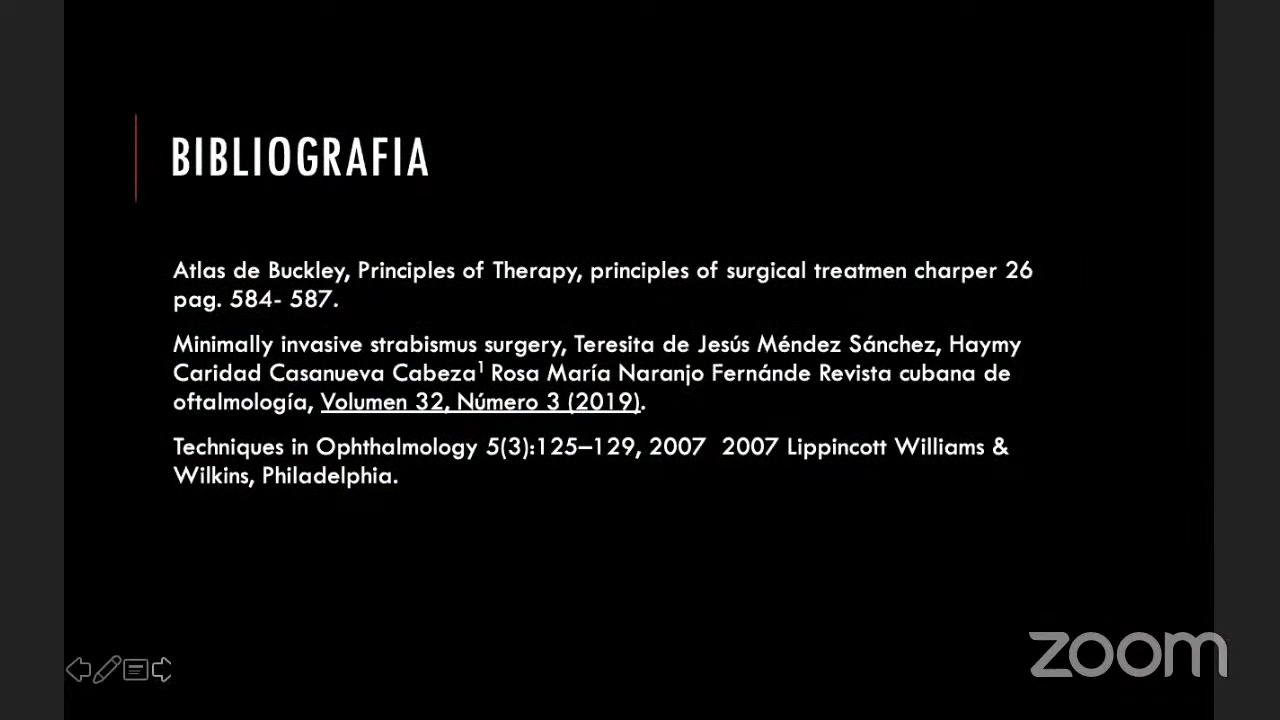 BIBLIOGRAFIA
Atlas de Buckley, Principles of Therapy, principles of surgical treatmen charper 26
pag. 584- 587.
Minimally invasive strabismus surgery, Teresita de Jesús Méndez Sánchez, Haymy
Caridad Casanueva Cabeza¹ Rosa María Naranjo Fernánde Revista cubana de
oftalmología, Volumen 32, Número 3 (2019).
Techniques in Ophthalmology 5(3):125–129, 2007  2007 Lippincott Williams &
Wilkins, Philadelphia.
zoom